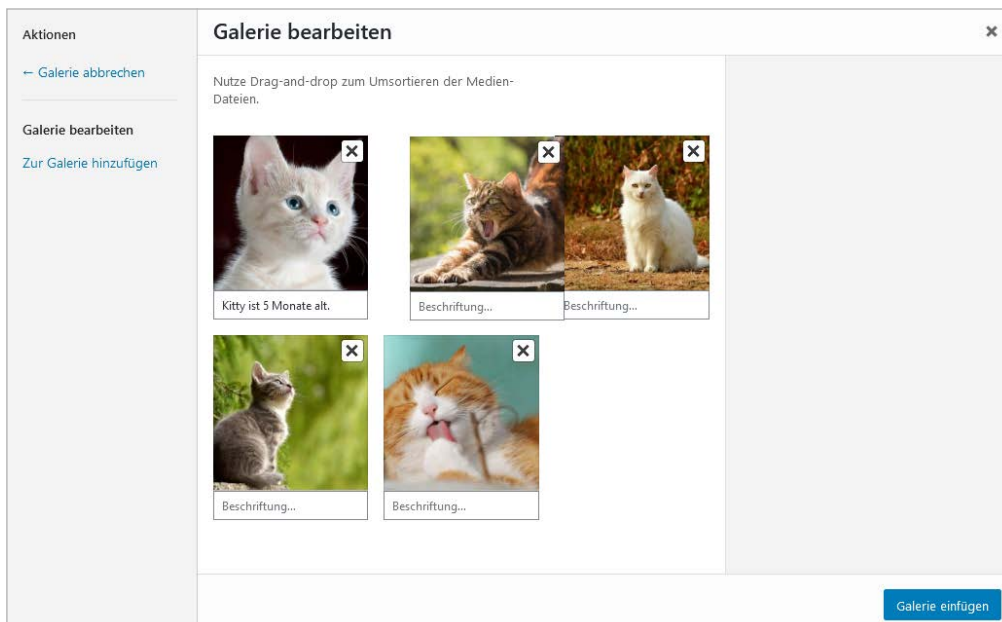 Aktionen
← Galerie abbrechen
Galerie bearbeiten
Zur Galerie hinzufügen
Galerie bearbeiten
Nutze Drag-and-drop zum Umsortieren der Medien-
Dateien.
Kitty ist 5 Monate alt.
Beschriftung...
Beschriftung...
Beschriftung...
Beschriftung...
Galerie einfügen